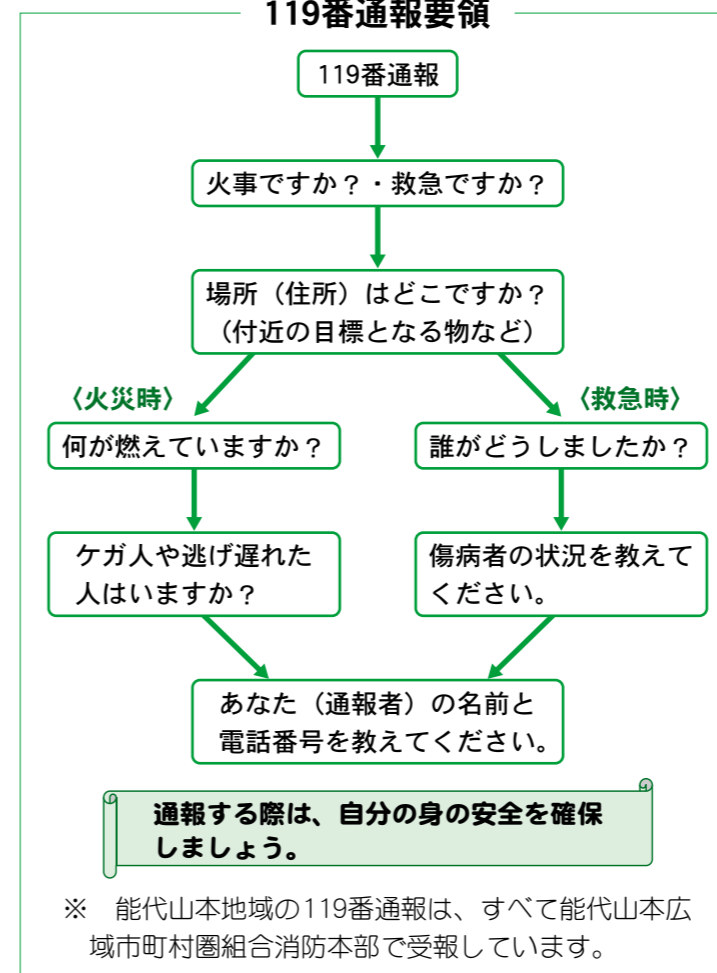 119番通報要領
119番通報
火事ですか？・救急ですか？
場所（住所）はどこですか？
（付近の目標となる物など）
〈火災時〉
何が燃えていますか？
ケガ人や逃げ遅れた
人はいますか？
〈救急時〉
誰がどうしましたか？
傷病者の状況を教えて
ください。
あなた（通報者）の名前と
電話番号を教えてください。
通報する際は、自分の身の安全を確保
しましょう。
※　能代山本地域の119番通報は、すべて能代山本広
域市町村圏組合消防本部で受報しています。